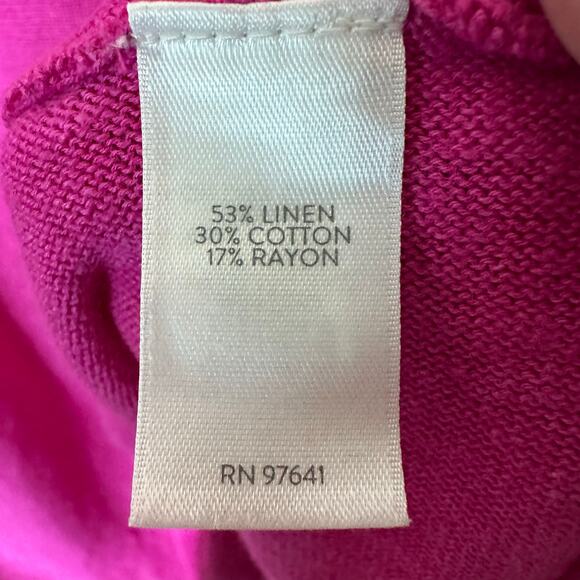 53% LINEN
30% COTTON
17% RAYON
RN 97641